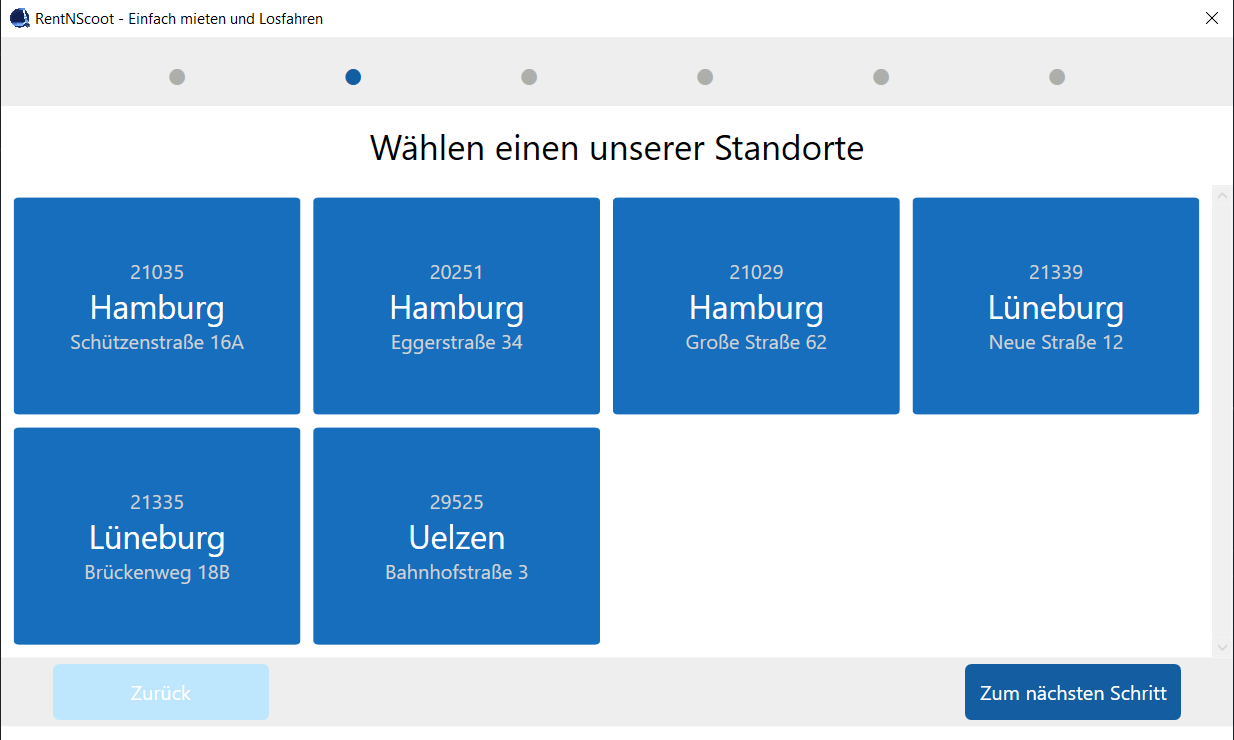 RentNScoot - Einfach mieten und Losfahren
Wählen einen unserer Standorte
21035
Hamburg
Schützenstraße 16A
20251
Hamburg
Eggerstraße 34
21029
Hamburg
Große Straße 62
21339
Lüneburg
Neue Straße 12
21335
Lüneburg
Brückenweg 18B
29525
Uelzen
Bahnhofstraße 3
Zurück
Zum nächsten Schritt